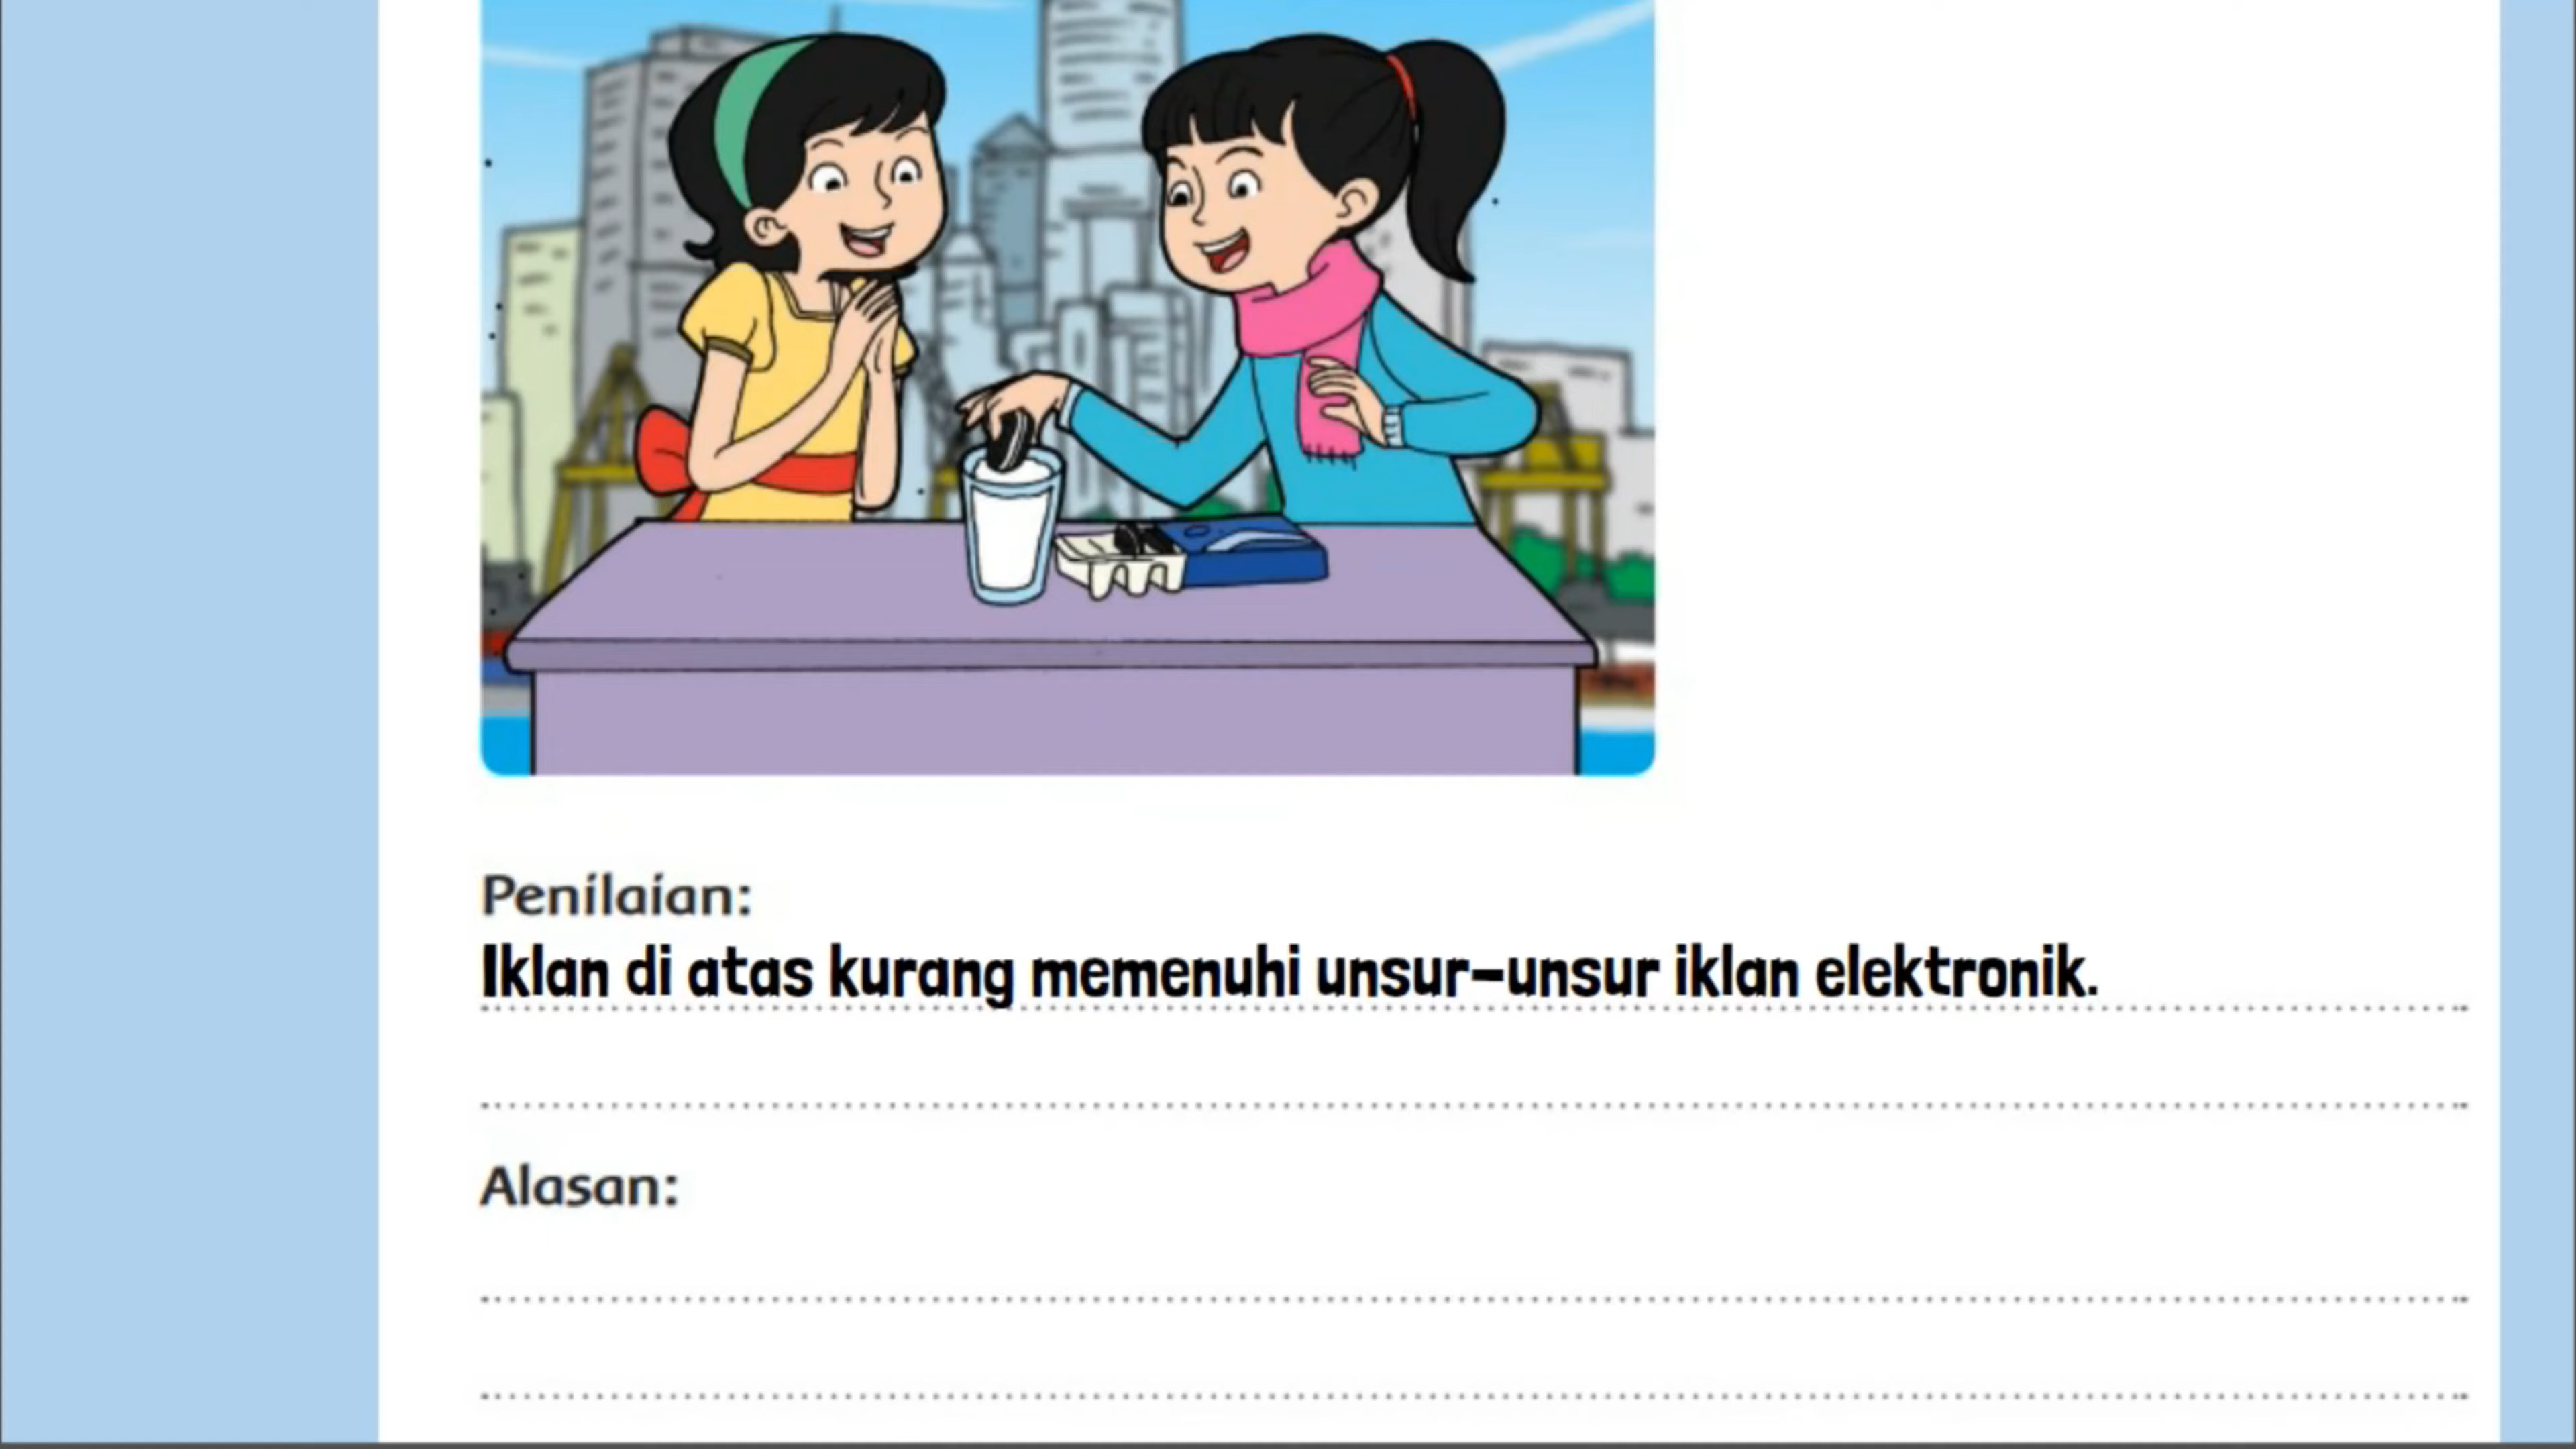 Penilaian:
Iklan di atas kurang memenuhi unsur-unsur iklan elektronik.
Alasan: